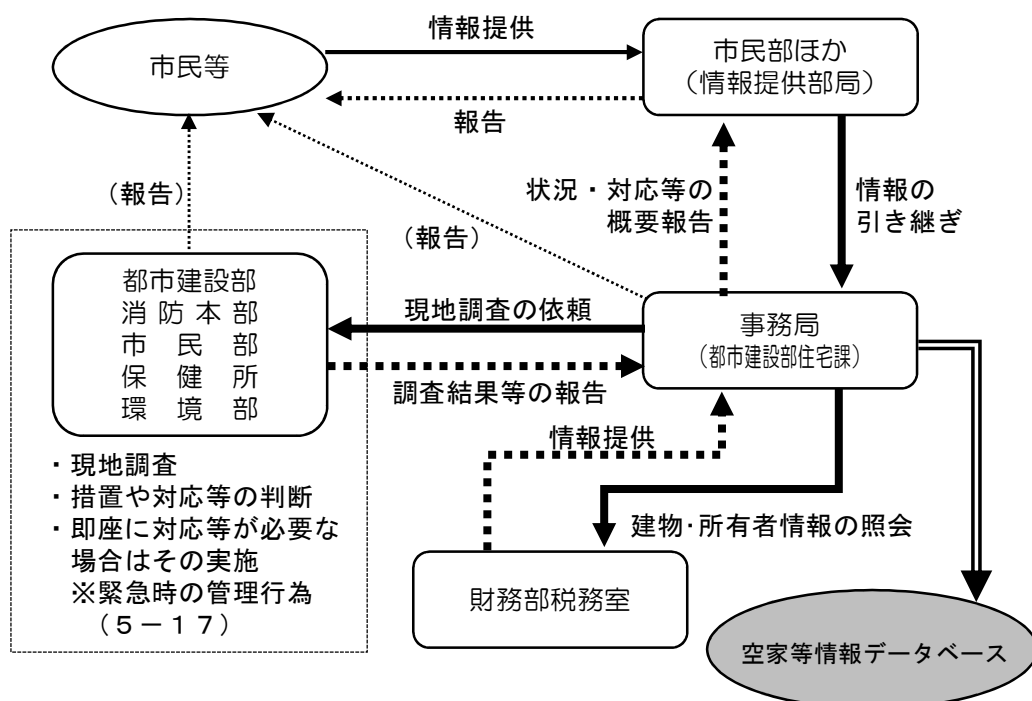 情報提供
市民等
市民部ほか
（情報提供部局）
報告
（報告）
状況・対応等の
概要報告
情報の
引き継ぎ
（報告）
都市建設部
消防本部
市民部
保健所
環境部
現地調査の依頼
事務局
（都市建設部住宅課）
調査結果等の報告
・現地調査
・措置や対応等の判断
・即座に対応等が必要な
場合はその実施
※緊急時の管理行為
（５－１７）
情報提供
建物･所有者情報の照会
財務部税務室
空家等情報データベース